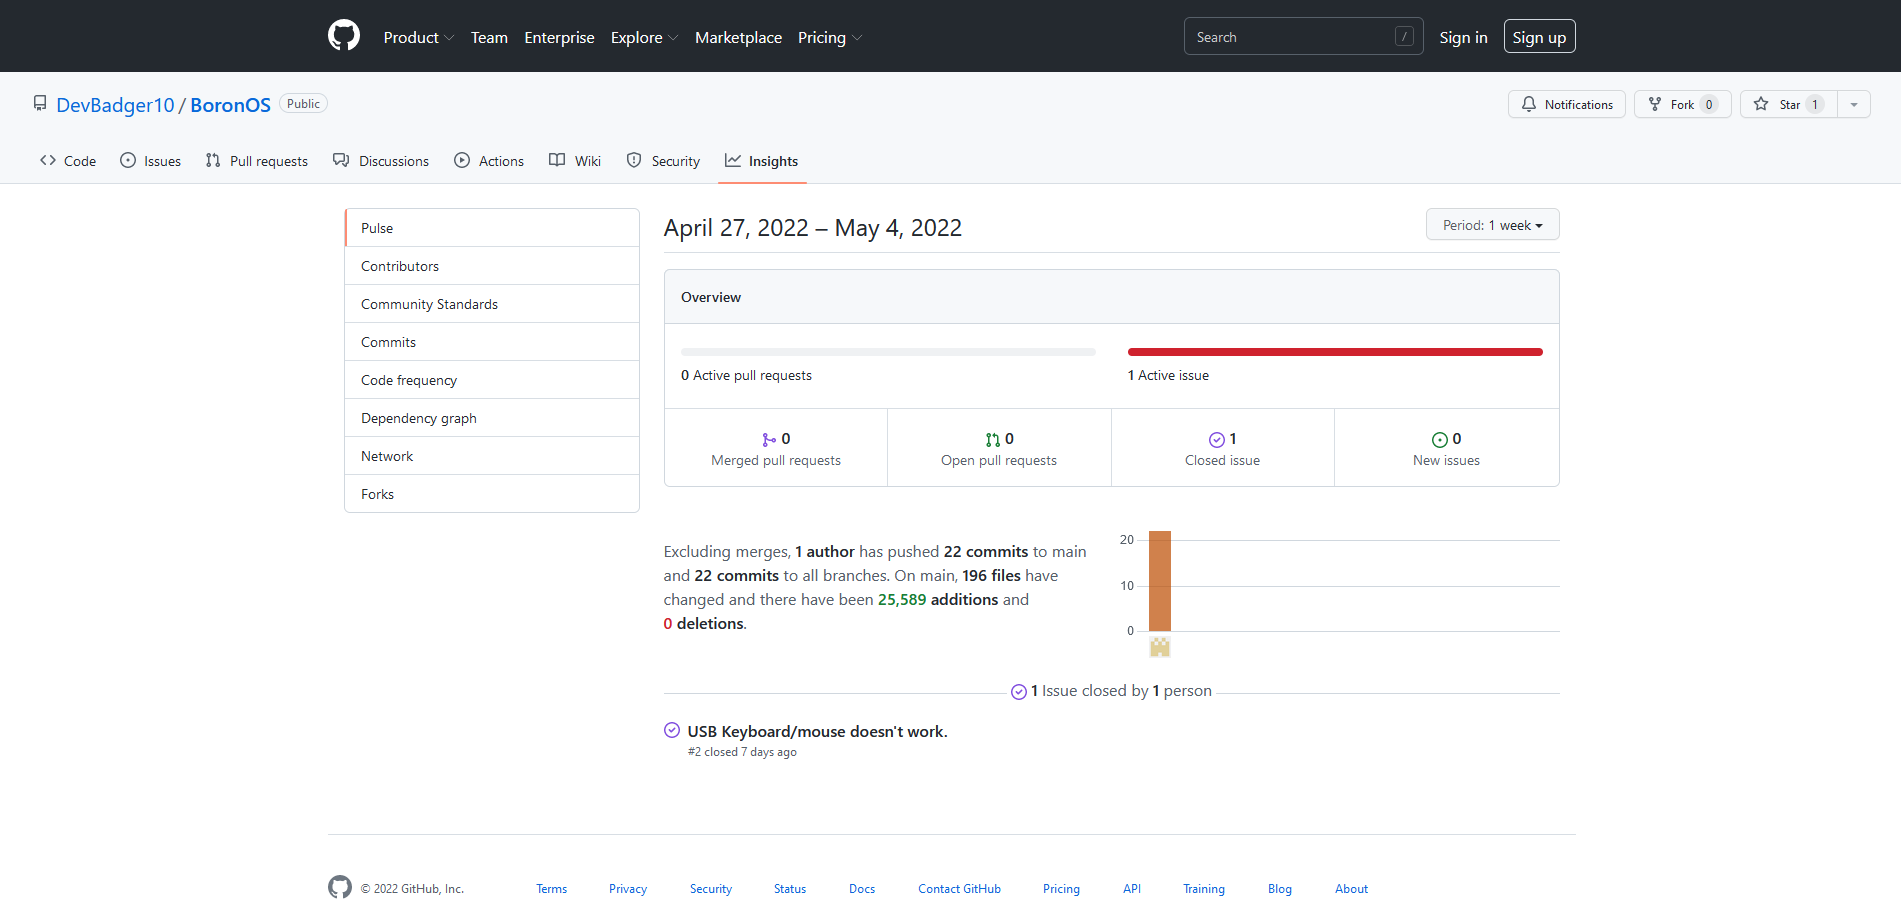 Product Team Enterprise Explore Marketplace Pricing Search / Sign in Sign up
DevBadger10 / BoronOS Public Notifications Fork 0 Star 1
Code Issues Pull requests Discussions Actions Wiki Security Insights
Pulse
Contributors
Community Standards
Commits
Code frequency
Dependency graph
Network
Forks
April 27, 2022 – May 4, 2022
Period: 1 week
Overview
0 Active pull requests
1 Active issue
0
Merged pull requests
0
Open pull requests
1
Closed issue
0
New issues
Excluding merges, 1 author has pushed 22 commits to main
and 22 commits to all branches. On main, 196 files have
changed and there have been 25,589 additions and
0 deletions.
20
10
0
1 Issue closed by 1 person
USB Keyboard/mouse doesn't work.
#2 closed 7 days ago
© 2022 GitHub, Inc. Terms Privacy Security Status Docs Contact GitHub Pricing API Training Blog About